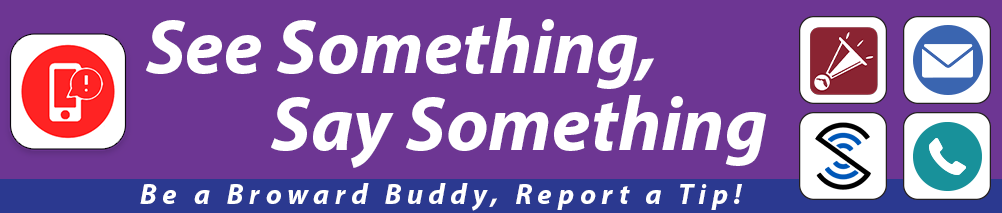 See Something,
Say Something
Be a Broward Buddy, Report a Tip!